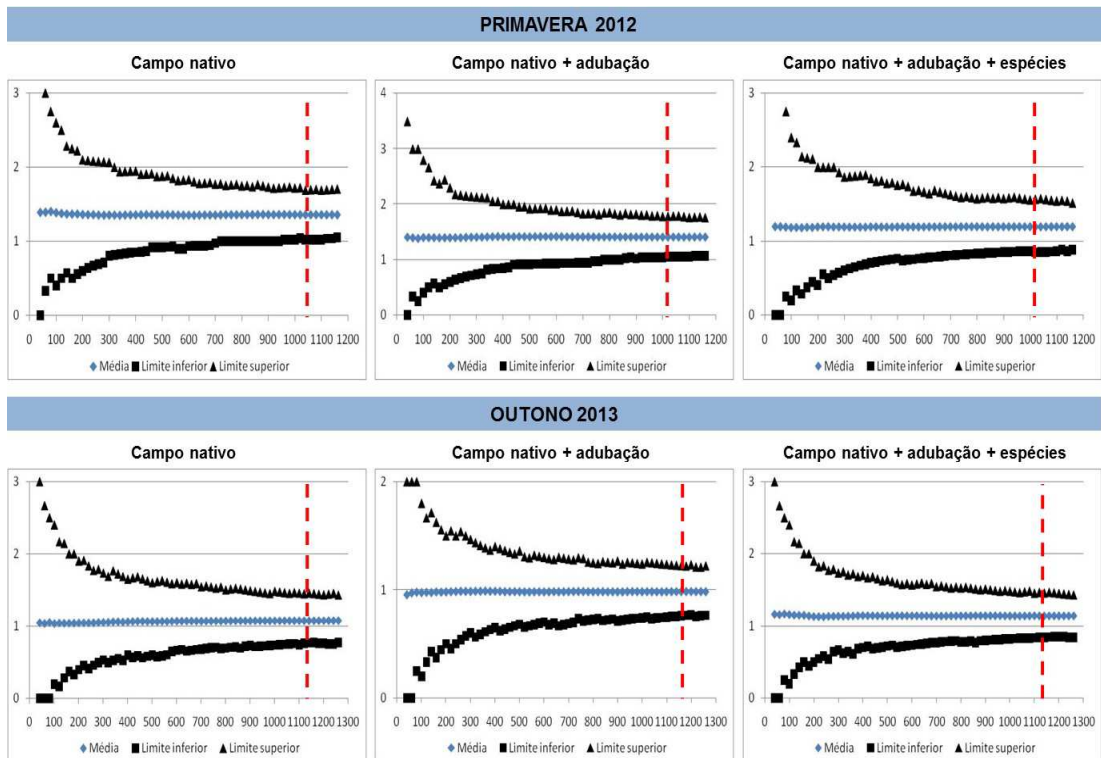 PRIMAVERA 2012
Campo nativo
Campo nativo + adubação
Campo nativo + adubação + espécies
3
2
1
0
0 100 200 300 400 500 600 700 800 900 1000 1100 1200
Média Limite inferior Limite superior
4
3
2
1
0
0 100 200 300 400 500 600 700 800 900 1000 1100 1200
Média Limite inferior Limite superior
3
2
1
0
0 100 200 300 400 500 600 700 800 900 1000 1100 1200
Média Limite inferior Limite superior
OUTONO 2013
Campo nativo
Campo nativo + adubação
Campo nativo + adubação + espécies
3
2
1
0
0 100 200 300 400 500 600 700 800 900 1000 1100 1200 1300
Média Limite inferior Limite superior
2
1
0
0 100 200 300 400 500 600 700 800 900 1000 1100 1200 1300
Média Limite inferior Limite superior
3
2
1
0
0 100 200 300 400 500 600 700 800 900 1000 1100 1200 1300
Média Limite inferior Limite superior